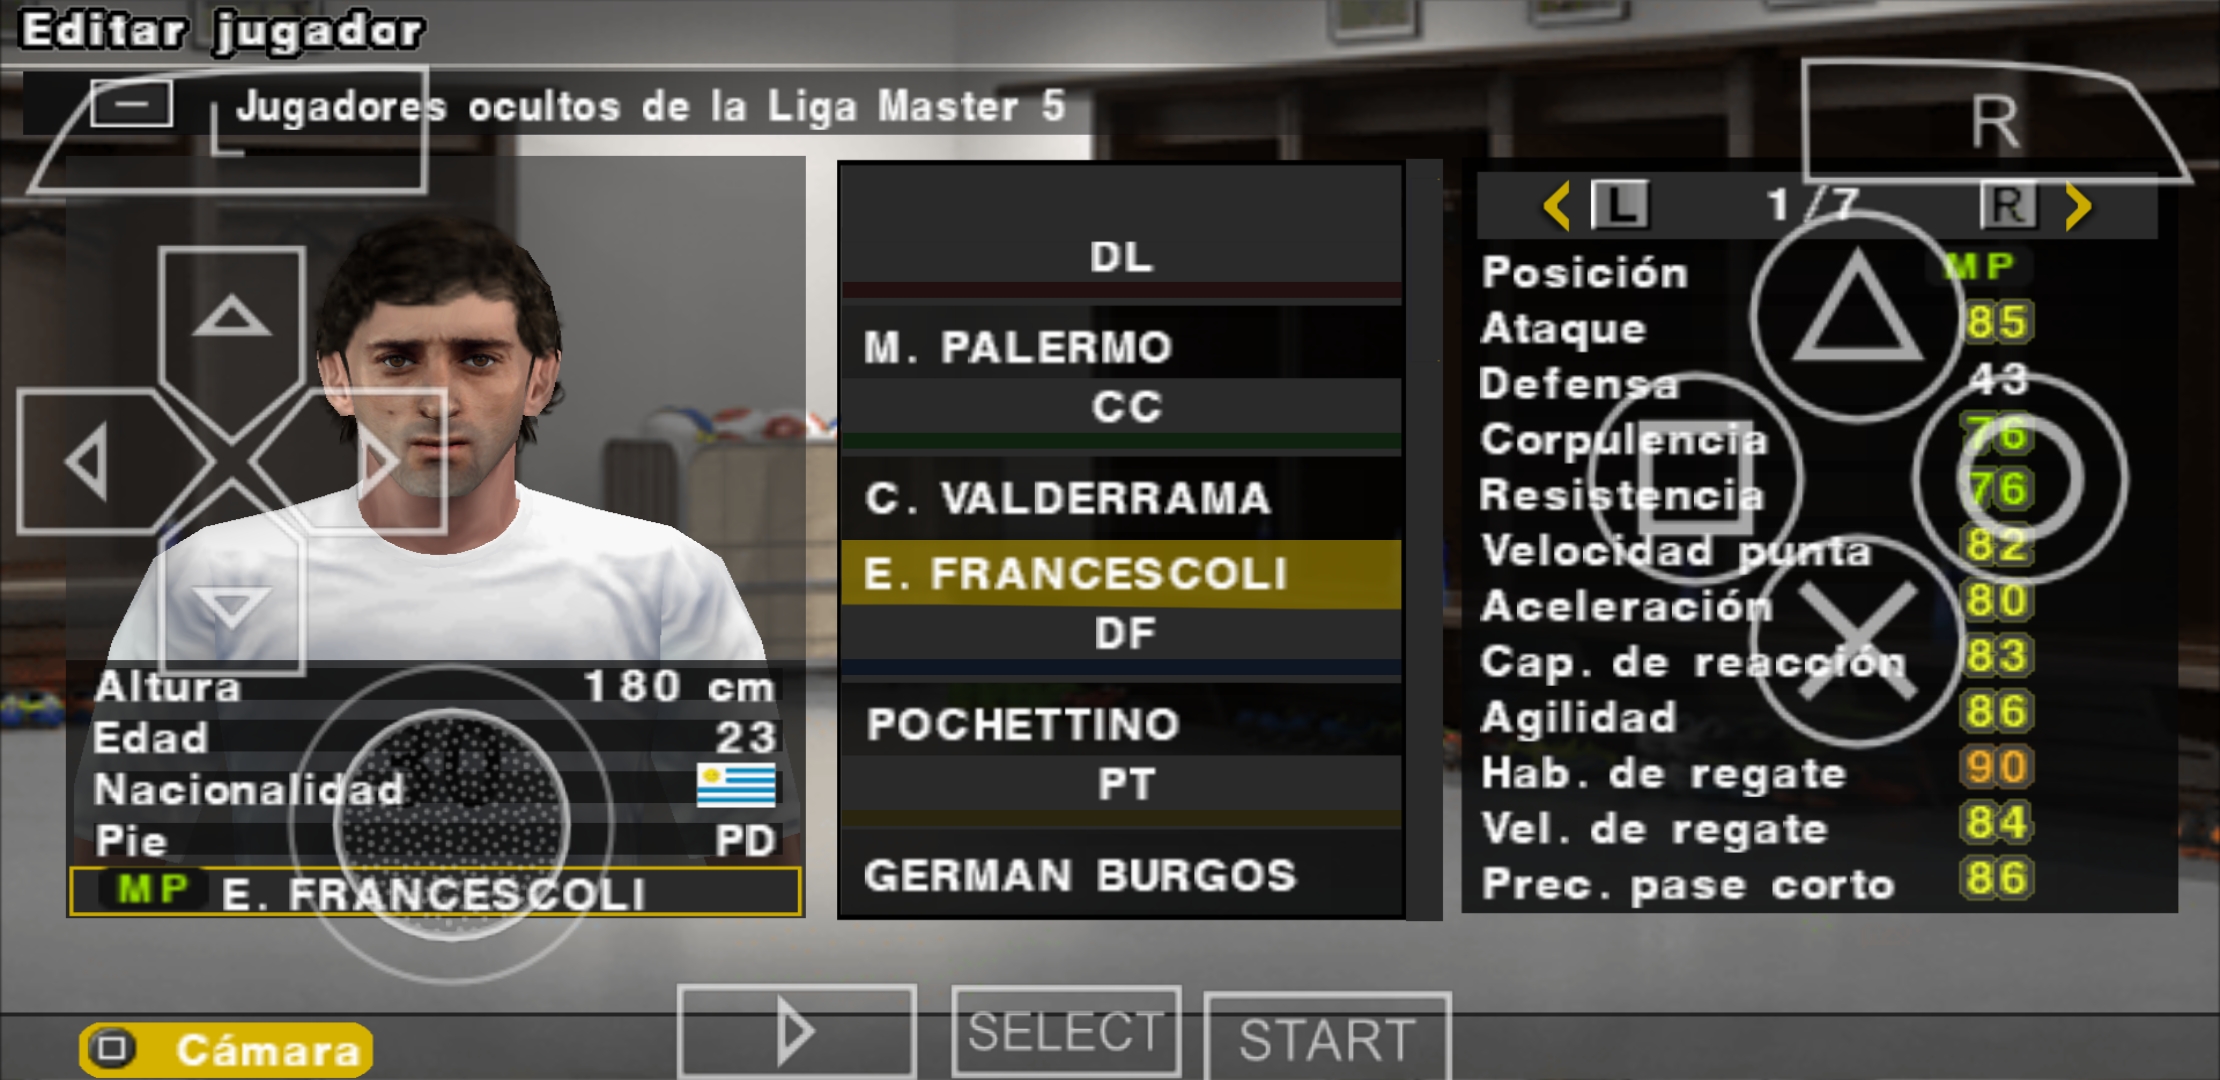 Editar jugador
Jugadores ocultos de la Liga Master 5
L
R
DL
M. PALERMO
CC
C. VALDERRAMA
E. FRANCESCOLI
DF
POCHETTINO
PT
GERMAN BURGOS
L 1/7 R
Posición MP
Ataque 85
Defensa 43
Corpulencia 76
Resistencia 76
Velocidad punta 82
Aceleración 80
Cap. de reacción 83
Agilidad 86
Hab. de regate 90
Vel. de regate 84
Prec. pase corto 86
Altura 180 cm
Edad 23
Nacionalidad
Pie PD
MP E. FRANCESCOLI
Cámara
SELECT
START